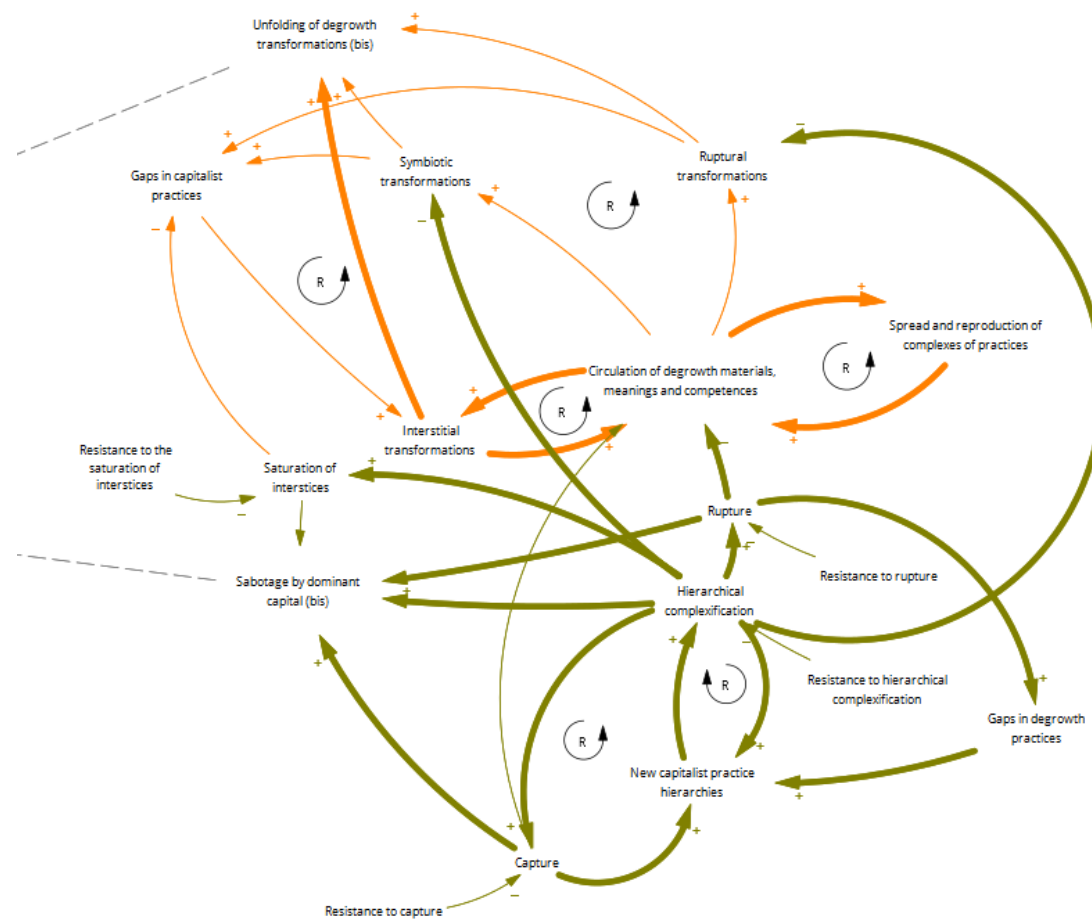 Unfolding of degrowth
transformations (bis)
Gaps in capitalist
practices
Symbiotic
transformations
Ruptural
transformations
R
R
Spread and reproduction of
complexes of practices
R
Circulation of degrowth materials,
meanings and competences
R
Interstitial
transformations
Resistance to the
saturation of
interstices
Saturation of
interstices
Rupture
Resistance to rupture
Sabotage by dominant
capital (bis)
Hierarchical
complexification
Resistance to hierarchical
complexification
R
Gaps in degrowth
practices
R
New capitalist practice
hierarchies
Capture
Resistance to capture